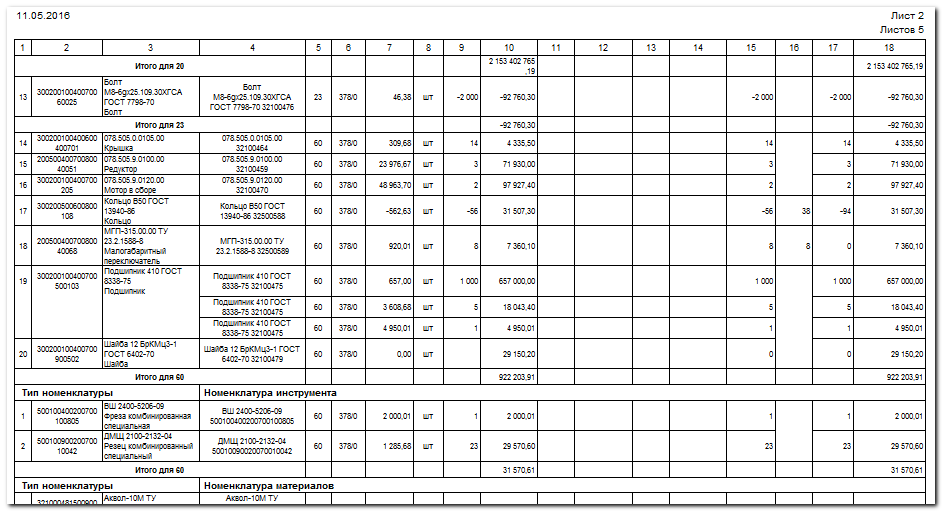 11.05.2016 Лист 2
Листов 5
1 2 3 4 5 6 7 8 9 10 11 12 13 14 15 16 17 18
Итого для 20 2 153 402 765,19 2 153 402 765,19
13 300200100400700 60025 Болт М8-6gх25.109.30ХГСА ГОСТ 7798-70 Болт Болт М8-6gх25.109.30ХГСА ГОСТ 7798-70 32100476 23 378/0 46,38 шт -2 000 -92 760,30 -2 000 -2 000 -92 760,30
Итого для 23 -92 760,30 -92 760,30
14 300200100400600 400701 078.505.0.0105.00 Крышка 078.505.0.0105.00 32100464 60 378/0 309,68 шт 14 4 335,50 14 14 4 335,50
15 200500400700800 40051 078.505.9.0100.00 Редуктор 078.505.9.0100.00 32100459 60 378/0 23 976,67 шт 3 71 930,00 3 3 71 930,00
16 300200100400700 205 078.505.9.0120.00 Мотор в сборе 078.505.9.0120.00 32100470 60 378/0 48 963,70 шт 2 97 927,40 2 2 97 927,40
17 300200500600800 108 Кольцо В50 ГОСТ 13940-86 Кольцо Кольцо В50 ГОСТ 13940-86 32500588 60 378/0 -562,63 шт -56 31 507,30 -56 38 -94 31 507,30
18 200500400700800 40068 МГП-315.00.00 ТУ 23.2.1588-8 Малогабаритный переключатель МГП-315.00.00 ТУ 23.2.1588-8 32500589 60 378/0 920,01 шт 8 7 360,10 8 8 0 7 360,10
19 300200100400700 500103 Подшипник 410 ГОСТ 8338-75 Подшипник Подшипник 410 ГОСТ 8338-75 32100475 60 378/0 657,00 шт 1 000 657 000,00 1 000 1 000 657 000,00
Подшипник 410 ГОСТ 8338-75 32100475 60 378/0 3 608,68 шт 5 18 043,40 5 5 18 043,40
Подшипник 410 ГОСТ 8338-75 32100475 60 378/0 4 950,01 шт 1 4 950,01 1 1 4 950,01
20 300200100400700 900502 Шайба 12 БрКМц3-1 ГОСТ 6402-70 Шайба Шайба 12 БрКМц3-1 ГОСТ 6402-70 32100479 60 378/0 0,00 шт 29 150,20 0 0 29 150,20
Итого для 60 922 203,91 922 203,91
Тип номенклатуры Номенклатура инструмента
1 500100400200700 100805 ВШ 2400-5206-09 Фреза комбинированная специальная ВШ 2400-5206-09 500100400200700100805 60 378/0 2 000,01 шт 1 2 000,01 1 1 2 000,01
2 500100900200700 10042 ДМЩ 2100-2132-04 Резец комбинированный специальный ДМЩ 2100-2132-04 50010090020070010042 60 378/0 1 285,68 шт 23 29 570,60 23 23 29 570,60
Итого для 60 31 570,61 31 570,61
Тип номенклатуры Номенклатура материалов
321000481500900 Аквол-10М ТУ Аквол-10М ТУ